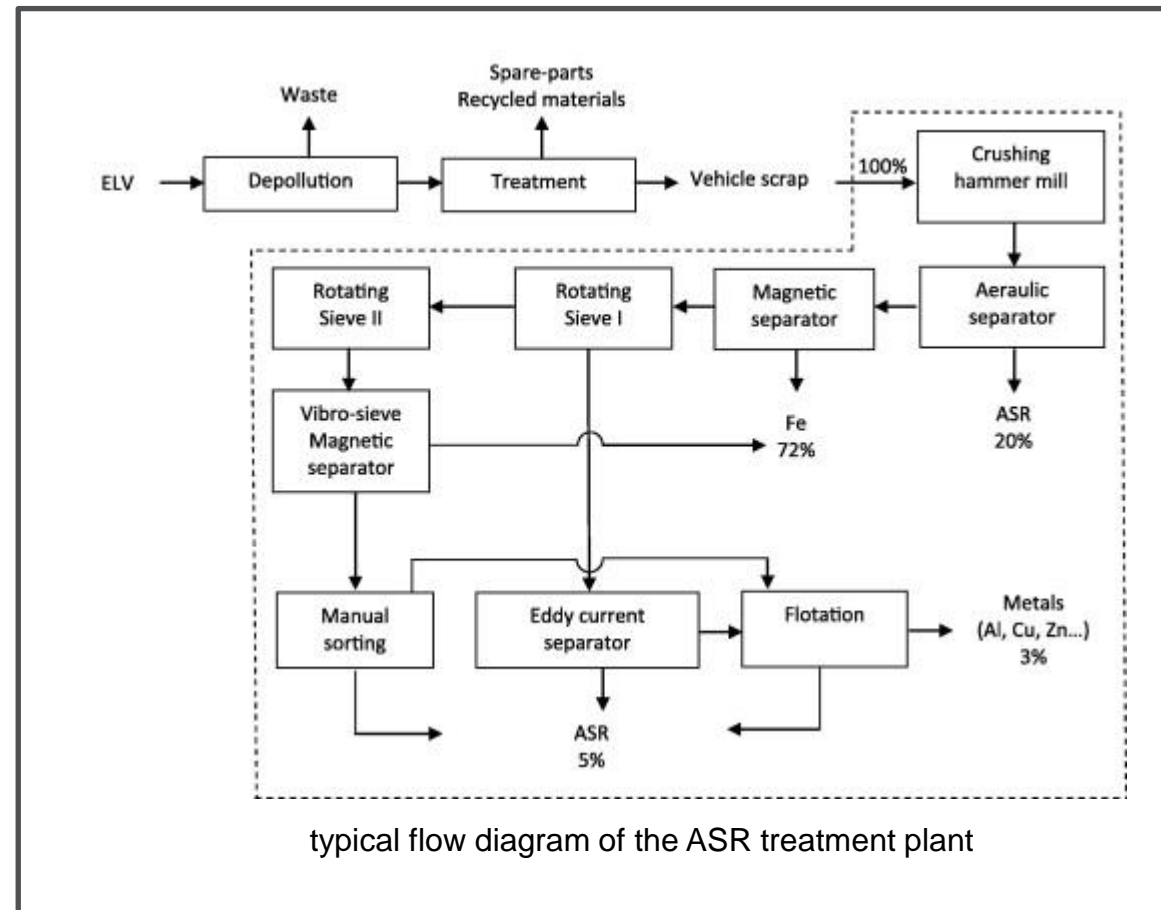 Waste
Spare-parts
Recycled materials
ELV
Depollution
Treatment
Vehicle scrap
100%
Crushing
hammer mill
Rotating
Sieve II
Rotating
Sieve I
Magnetic
separator
Aeraulic
separator
Vibro-sieve
Magnetic
separator
Fe
72%
ASR
20%
Manual
sorting
Eddy current
separator
Flotation
Metals
(Al, Cu, Zn...)
3%
ASR
5%
typical flow diagram of the ASR treatment plant